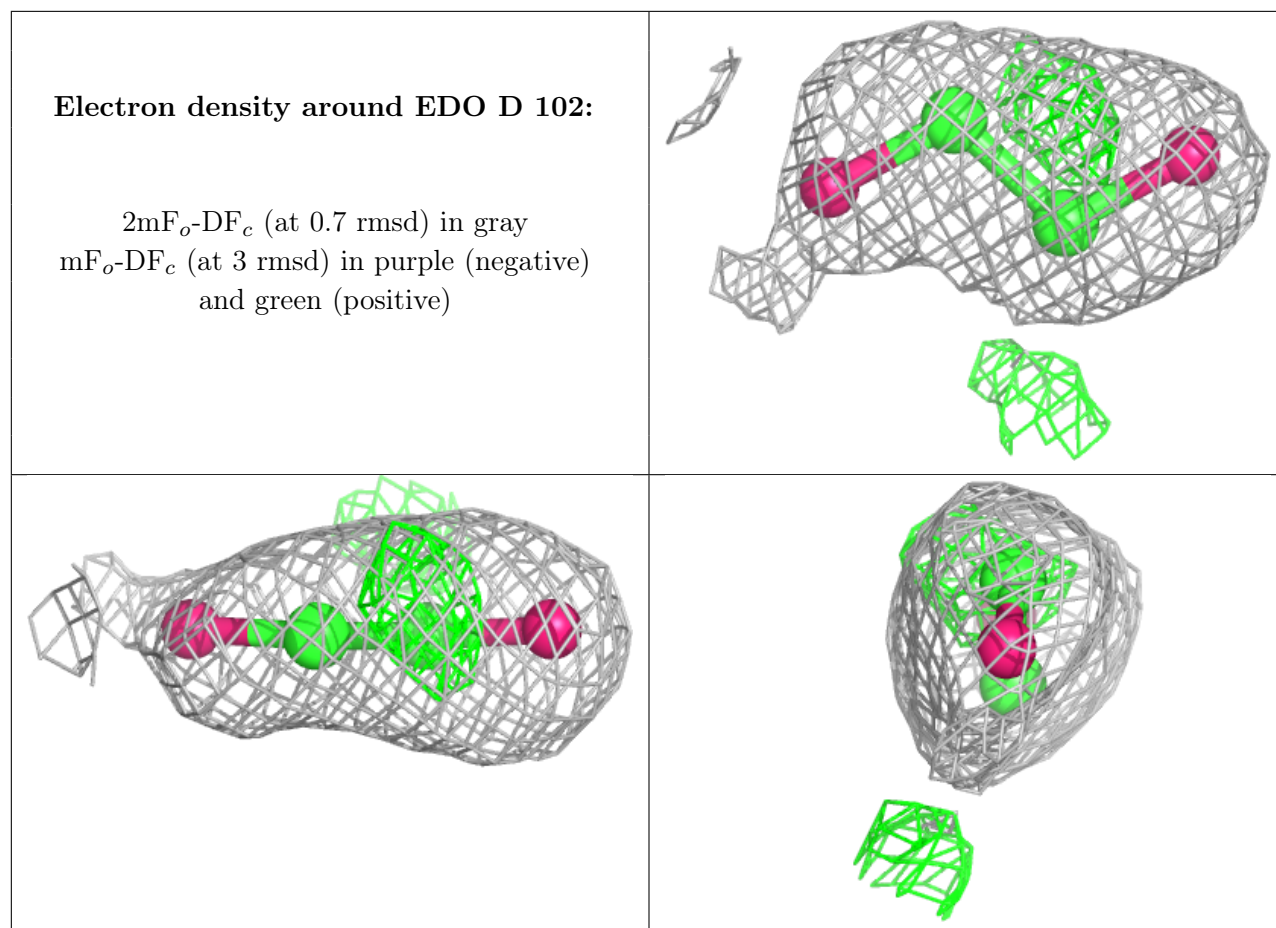 Electron density around EDO D 102:
2mFₒ-DF𝒸 (at 0.7 rmsd) in gray
mFₒ-DF𝒸 (at 3 rmsd) in purple (negative)
and green (positive)